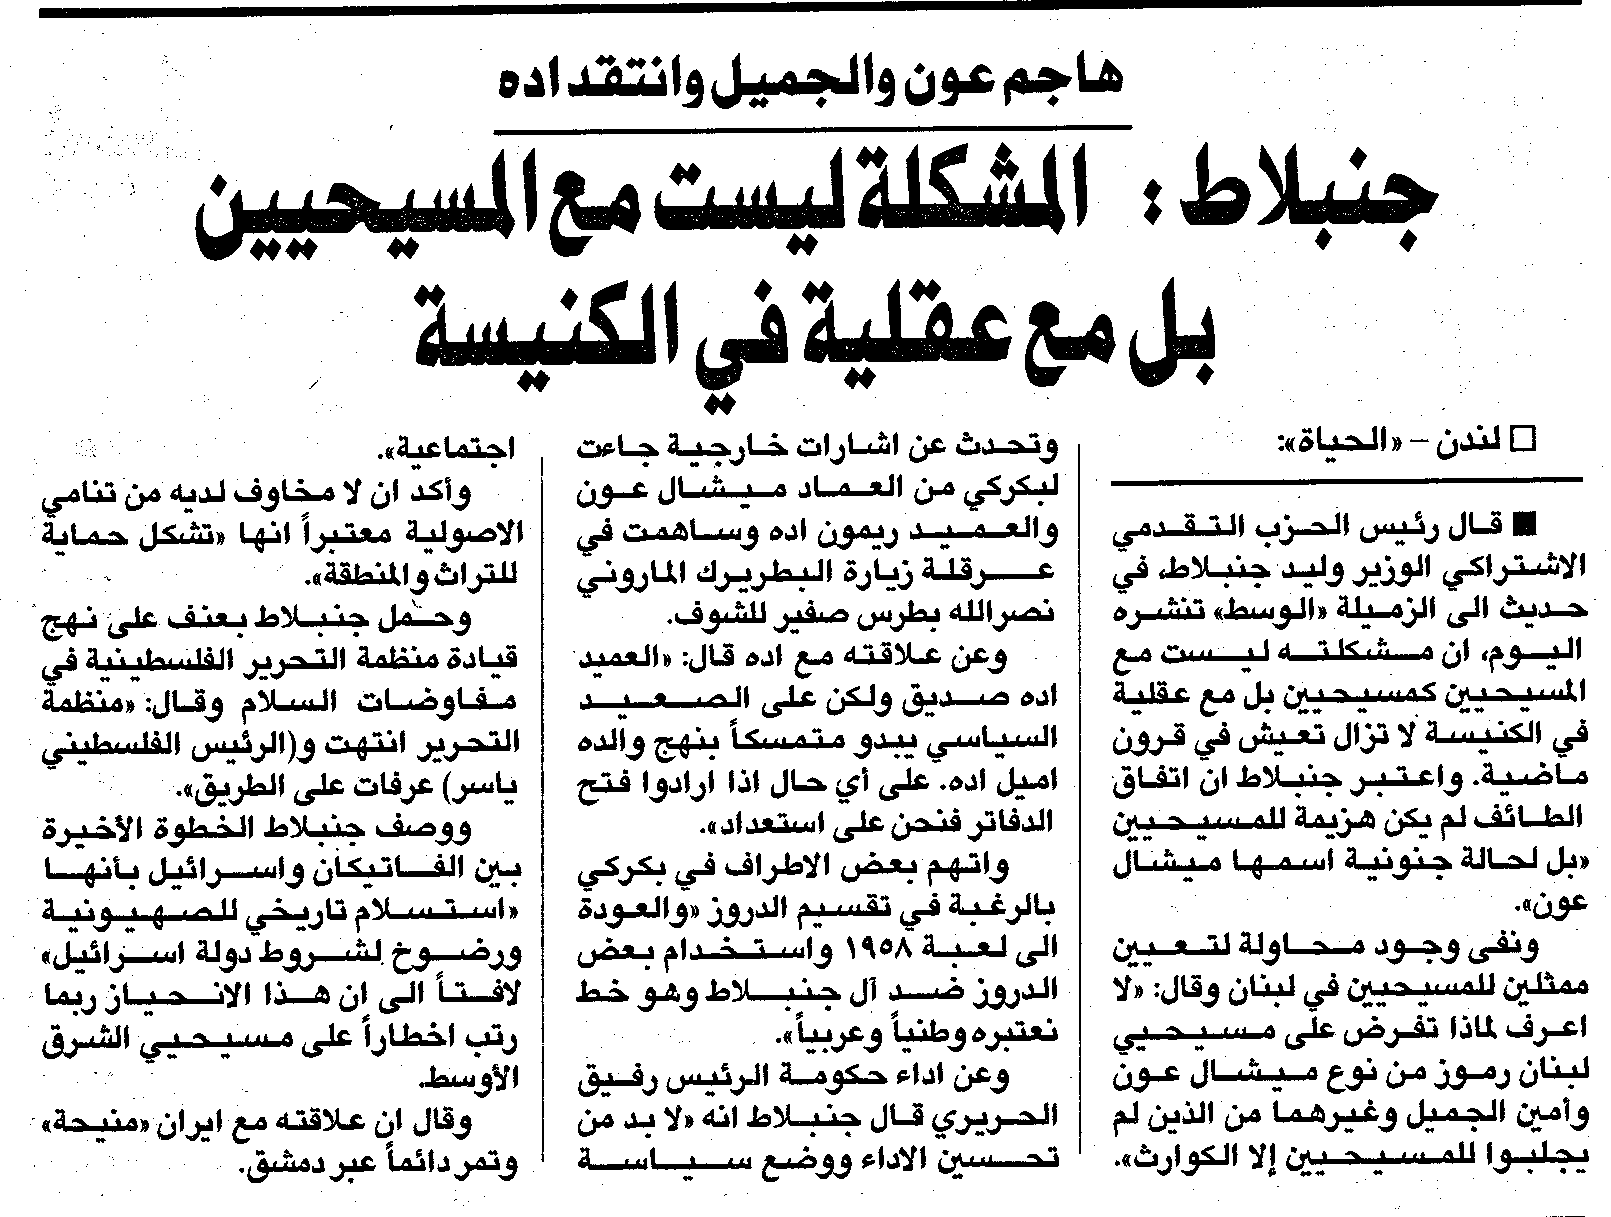 هاجم عون والجميل وانتقد اده
جنبلاط : المشكلة ليست مع المسيحيين
بل مع عقلية في الكنيسة
□ لندن – «الحياة»:
■ قال رئيس الحزب التقدمي
الاشتراكي الوزير وليد جنبلاط، في
حديث الى الزميلة «الوسط» تنشره
اليوم، ان مشكلته ليست مع
المسيحيين كمسيحيين بل مع عقلية
في الكنيسة لا تزال تعيش في قرون
ماضية. واعتبر جنبلاط ان اتفاق
الطائف لم يكن هزيمة للمسيحيين
«بل لحالة جنونية اسمها ميشال
عون».
ونفى وجود محاولة لتعيين
ممثلين للمسيحيين في لبنان وقال: «لا
اعرف لماذا تفرض على مسيحيي
لبنان رموز من نوع ميشال عون
وأمين الجميل وغيرهما من الذين لم
يجلبوا للمسيحيين إلا الكوارث».
وتحدث عن اشارات خارجية جاءت
لبكركي من العماد ميشال عون
والعميد ريمون اده وساهمت في
عرقلة زيارة البطريرك الماروني
نصرالله بطرس صفير للشوف.
وعن علاقته مع اده قال: «العميد
اده صديق ولكن على الصعيد
السياسي يبدو متمسكاً بنهج والده
اميل اده. على أي حال اذا ارادوا فتح
الدفاتر فنحن على استعداد».
واتهم بعض الاطراف في بكركي
بالرغبة في تقسيم الدروز «والعودة
الى لعبة ١٩٥٨ واستخدام بعض
الدروز ضد آل جنبلاط وهو خط
نعتبره وطنياً وعربياً».
وعن اداء حكومة الرئيس رفيق
الحريري قال جنبلاط انه «لا بد من
تحسين الاداء ووضع سياسة
اجتماعية».
وأكد ان لا مخاوف لديه من تنامي
الاصولية معتبراً انها «تشكل حماية
للتراث والمنطقة».
وحمل جنبلاط بعنف على نهج
قيادة منظمة التحرير الفلسطينية في
مفاوضات السلام وقال: «منظمة
التحرير انتهت و(الرئيس الفلسطيني
ياسر) عرفات على الطريق».
ووصف جنبلاط الخطوة الأخيرة
بين الفاتيكان واسرائيل بأنها
«استسلام تاريخي للصهيونية
ورضوخ لشروط دولة اسرائيل»
لافتاً الى ان هذا الانحياز ربما
رتب اخطاراً على مسيحيي الشرق
الأوسط.
وقال ان علاقته مع ايران «منيحة»
وتمر دائماً عبر دمشق.